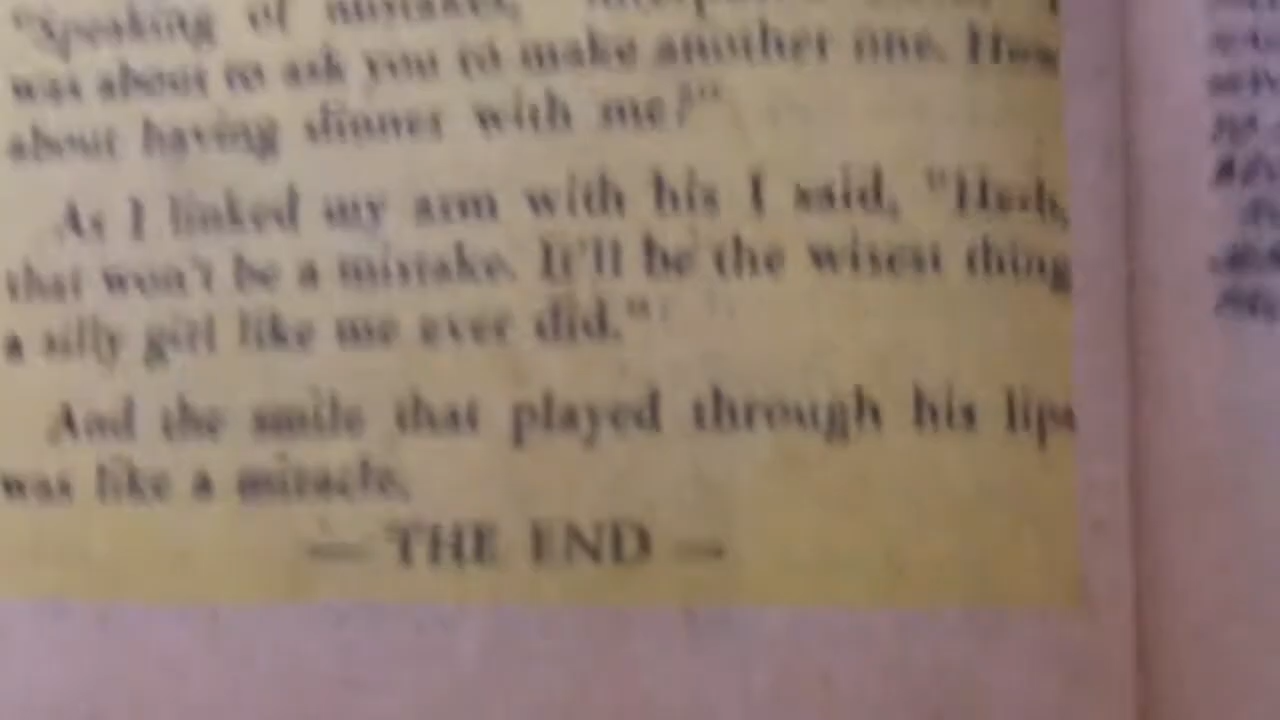 "Speaking of mistakes,
was about to ask you to make another one. How
about having dinner with me?"
As I linked my arm with his I said, "Herb,
that won't be a mistake. It'll be the wisest thing
a silly girl like me ever did."
And the smile that played through his lips
was like a miracle.
— THE END —